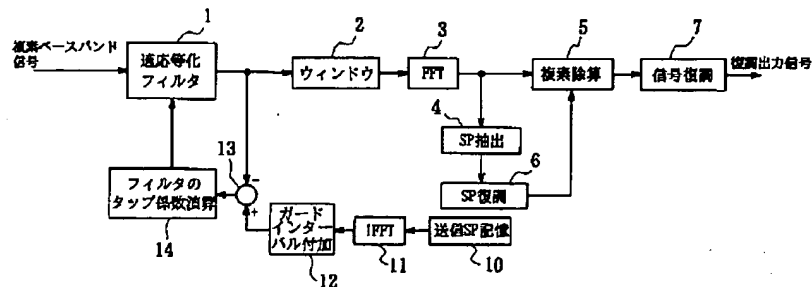 1
2
3
5
7
複素ベースバンド
信号
適応等化
フィルタ
ウィンドウ
FFT
複素除算
信号復調
復調出力信号
4
SP抽出
6
SP復調
13
−
+
フィルタの
タップ係数演算
14
ガード
インター
バル付加
12
IFFT
11
送信SP記憶
10